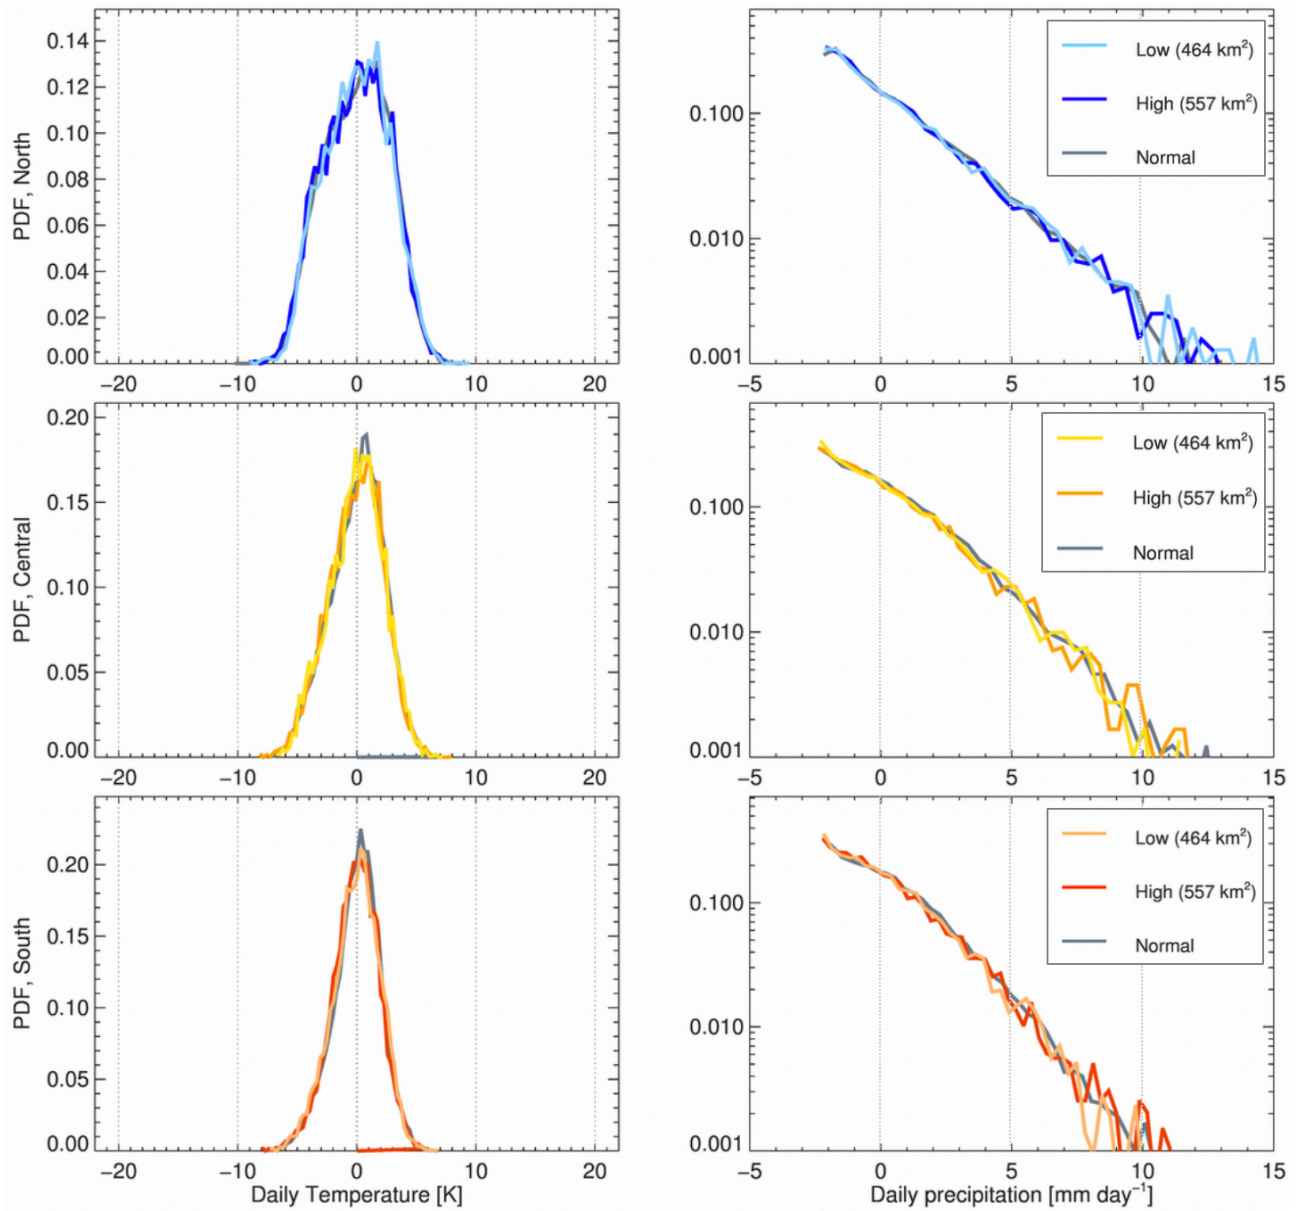 PDF, North
0.14
0.12
0.10
0.08
0.06
0.04
0.02
0.00
−20 −10 0 10 20
0.100
0.010
0.001
−5 0 5 10 15
Low (464 km²)
High (557 km²)
Normal
PDF, Central
0.20
0.15
0.10
0.05
0.00
−20 −10 0 10 20
0.100
0.010
0.001
−5 0 5 10 15
Low (464 km²)
High (557 km²)
Normal
PDF, South
0.20
0.15
0.10
0.05
0.00
−20 −10 0 10 20
Daily Temperature [K]
0.100
0.010
0.001
−5 0 5 10 15
Daily precipitation [mm day⁻¹]
Low (464 km²)
High (557 km²)
Normal